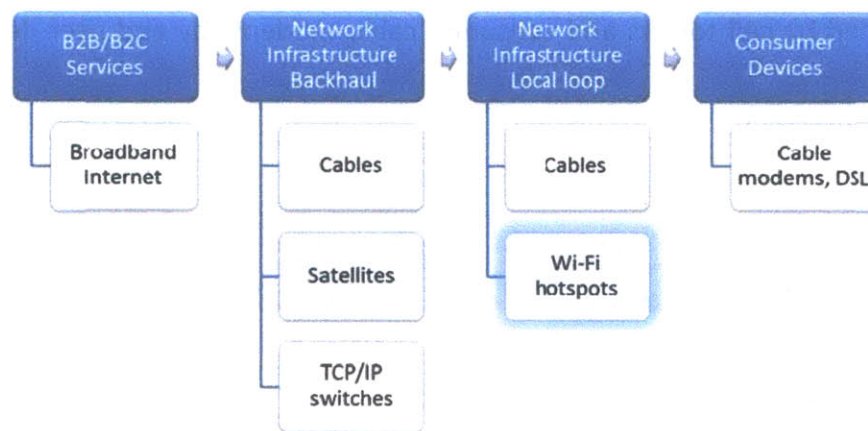 B2B/B2C
Services
Network
Infrastructure
Backhaul
Network
Infrastructure
Local loop
Consumer
Devices
Broadband
Internet
Cables
Satellites
TCP/IP
switches
Cables
Wi-Fi
hotspots
Cable
modems, DSL